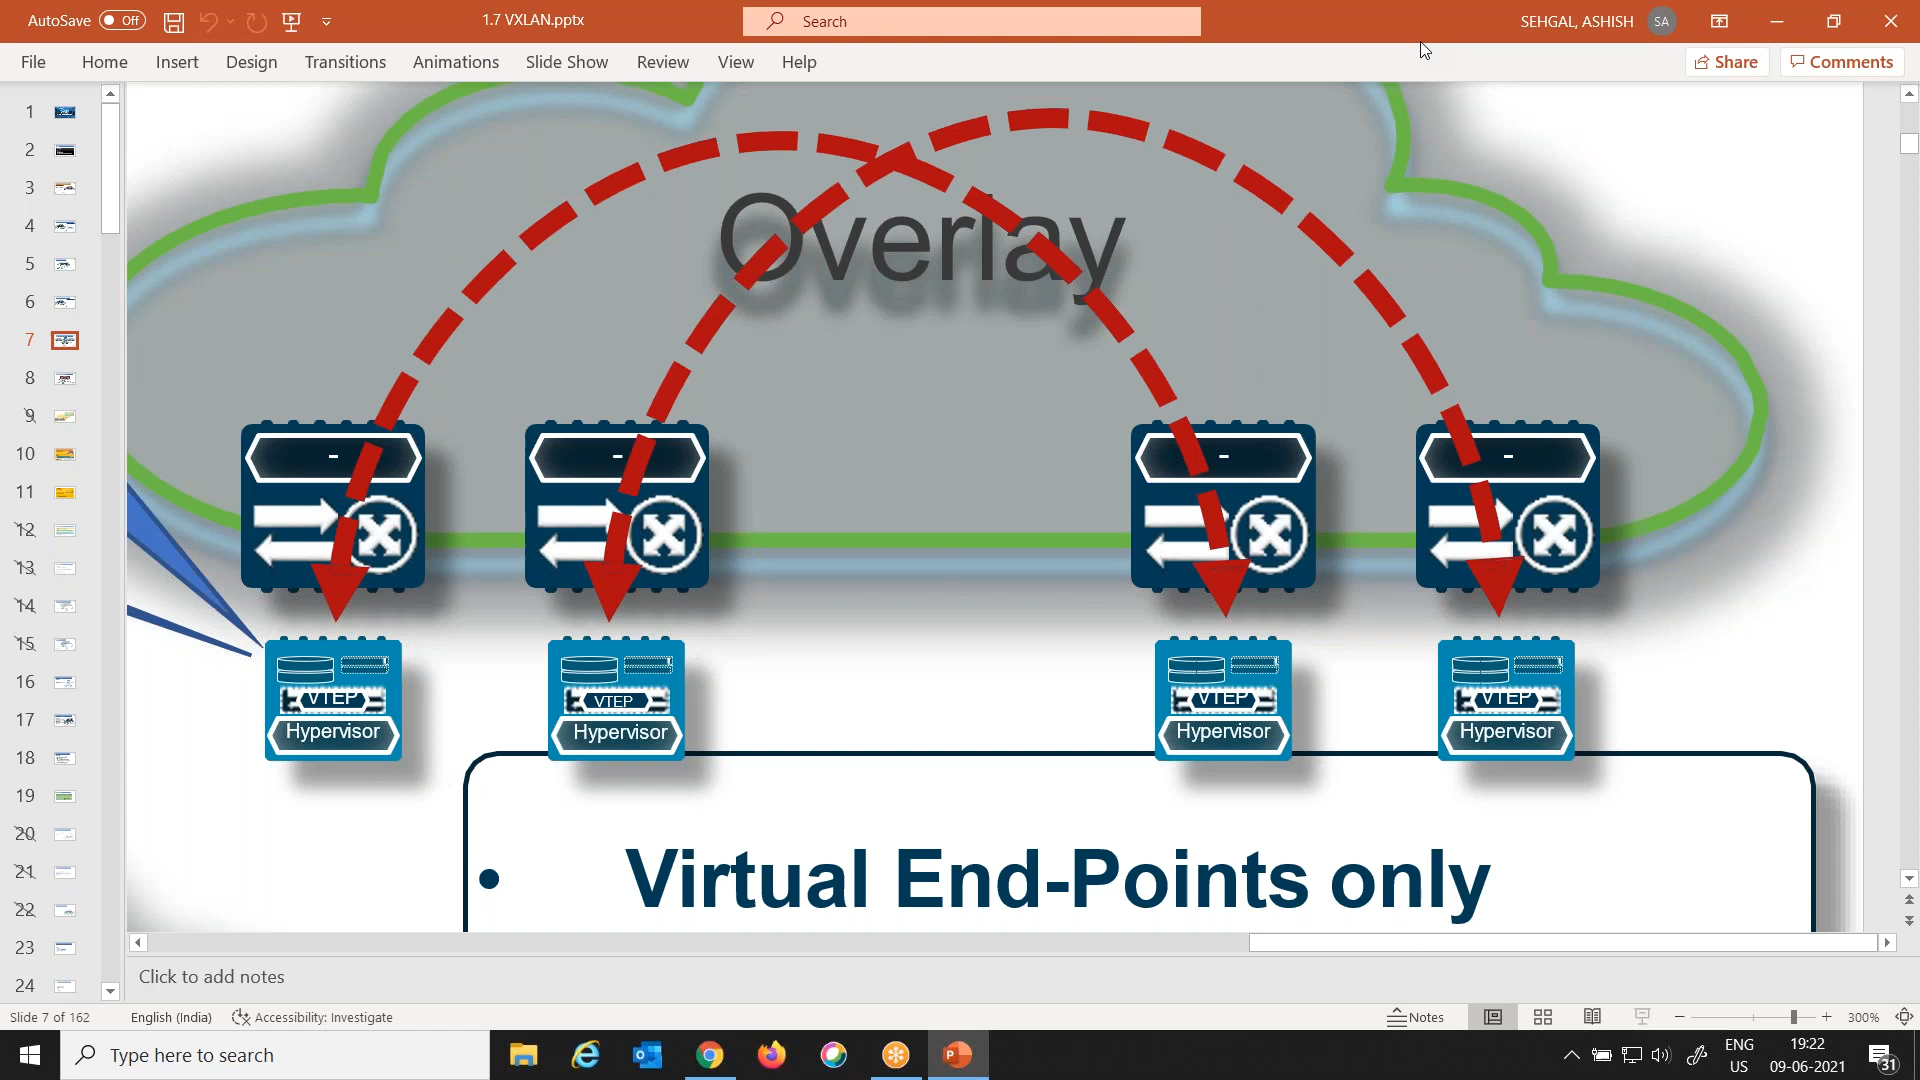 AutoSave Off 1.7 VXLAN.pptx Search SEHGAL, ASHISH SA
File Home Insert Design Transitions Animations Slide Show Review View Help Share Comments
1
2
3
4
5
6
7
8
9
10
11
12
13
14
15
16
17
18
19
20
21
22
23
24
Overlay
- - - -
VTEP VTEP VTEP VTEP
Hypervisor Hypervisor Hypervisor Hypervisor
• Virtual End-Points only
Click to add notes
Slide 7 of 162 English (India) Accessibility: Investigate Notes 300%
Type here to search ENG 19:22
US 09-06-2021 31